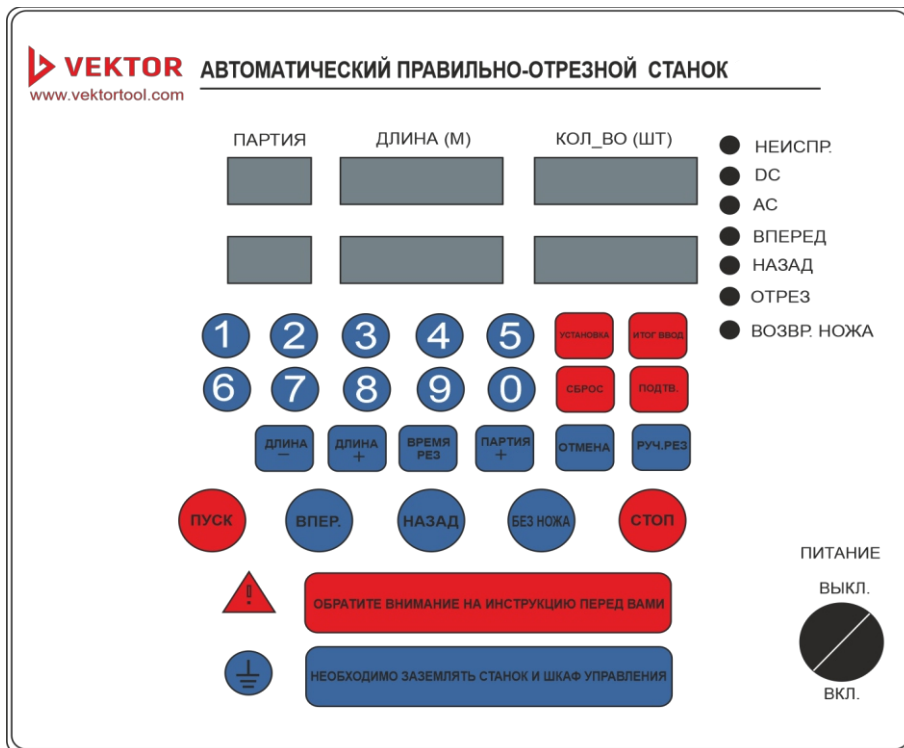 VEKTOR
www.vektortool.com
АВТОМАТИЧЕСКИЙ ПРАВИЛЬНО-ОТРЕЗНОЙ СТАНОК
ПАРТИЯ ДЛИНА (М) КОЛ_ВО (ШТ)
НЕИСПР.
DC
AC
ВПЕРЕД
НАЗАД
ОТРЕЗ
ВОЗВР. НОЖА
1 2 3 4 5 УСТАНОВКА ИТОГ ВВОД
6 7 8 9 0 СБРОС ПОДТВ.
ДЛИНА − ДЛИНА + ВРЕМЯ РЕЗ ПАРТИЯ + ОТМЕНА РУЧ.РЕЗ
ПУСК ВПЕР. НАЗАД БЕЗ НОЖА СТОП
!
ОБРАТИТЕ ВНИМАНИЕ НА ИНСТРУКЦИЮ ПЕРЕД ВАМИ
НЕОБХОДИМО ЗАЗЕМЛЯТЬ СТАНОК И ШКАФ УПРАВЛЕНИЯ
ПИТАНИЕ
ВЫКЛ.
ВКЛ.